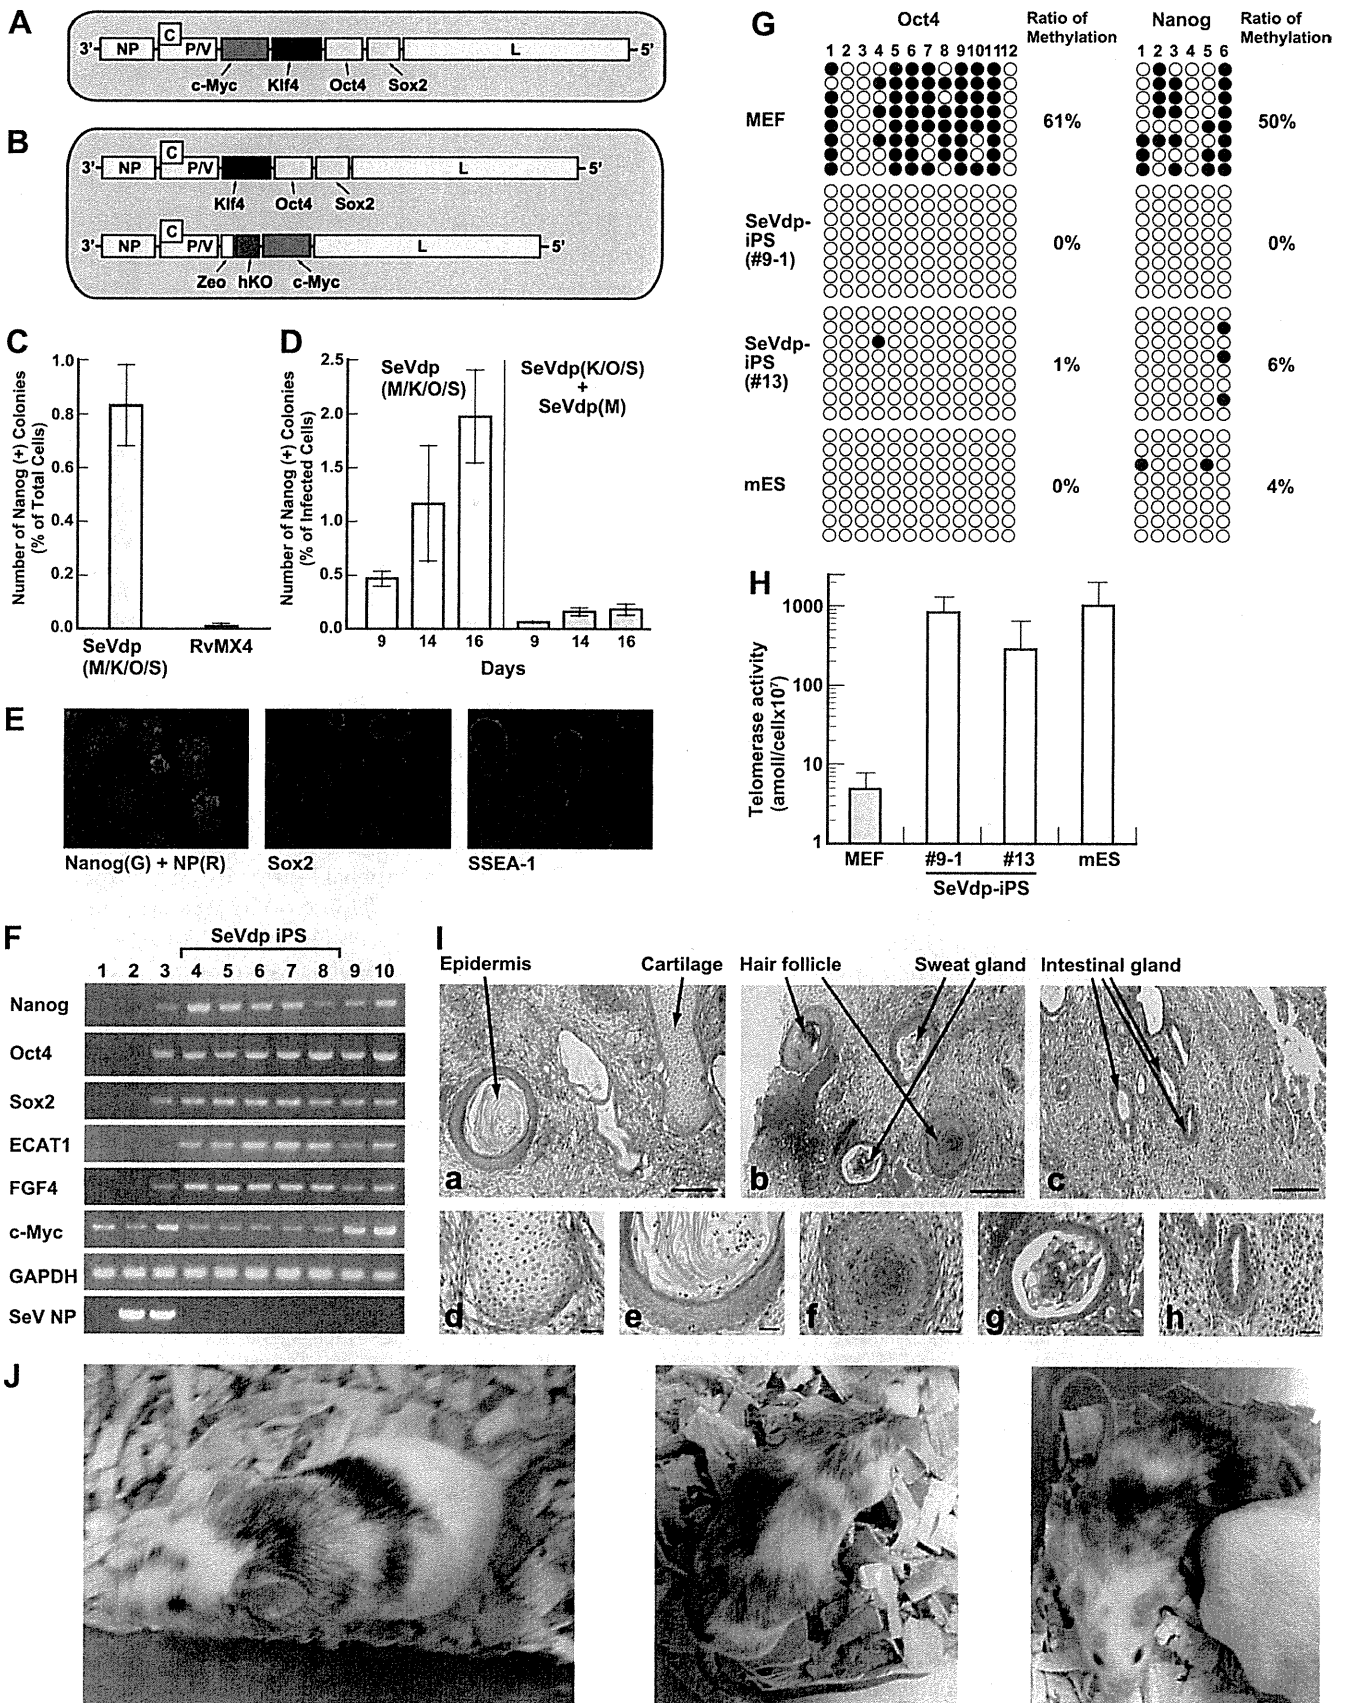 A
3'
NP
C
P/V
L
5'
c-Myc
Klf4
Oct4
Sox2
B
3'
NP
C
P/V
L
5'
Klf4
Oct4
Sox2
3'
NP
C
P/V
L
5'
Zeo
hKO
c-Myc
C
Number of Nanog (+) Colonies
(% of Total Cells)
1.0
0.8
0.6
0.4
0.2
0.0
SeVdp
(M/K/O/S)
RvMX4
D
Number of Nanog (+) Colonies
(% of Infected Cells)
2.5
2.0
1.5
1.0
0.5
0.0
SeVdp
(M/K/O/S)
SeVdp(K/O/S)
+
SeVdp(M)
9 14 16 9 14 16
Days
E
Nanog(G) + NP(R)
Sox2
SSEA-1
F
SeVdp iPS
1 2 3 4 5 6 7 8 9 10
Nanog
Oct4
Sox2
ECAT1
FGF4
c-Myc
GAPDH
SeV NP
G
Oct4
Ratio of
Methylation
Nanog
Ratio of
Methylation
1 2 3 4 5 6 7 8 9 10 11 12
1 2 3 4 5 6
MEF
61%
50%
SeVdp-
iPS
(#9-1)
0%
0%
SeVdp-
iPS
(#13)
1%
6%
mES
0%
4%
H
Telomerase activity
(amoll/cellx10⁷)
1000
100
10
1
MEF
#9-1
#13
mES
SeVdp-iPS
I
Epidermis
Cartilage
Hair follicle
Sweat gland
Intestinal gland
a
b
c
d
e
f
g
h
J